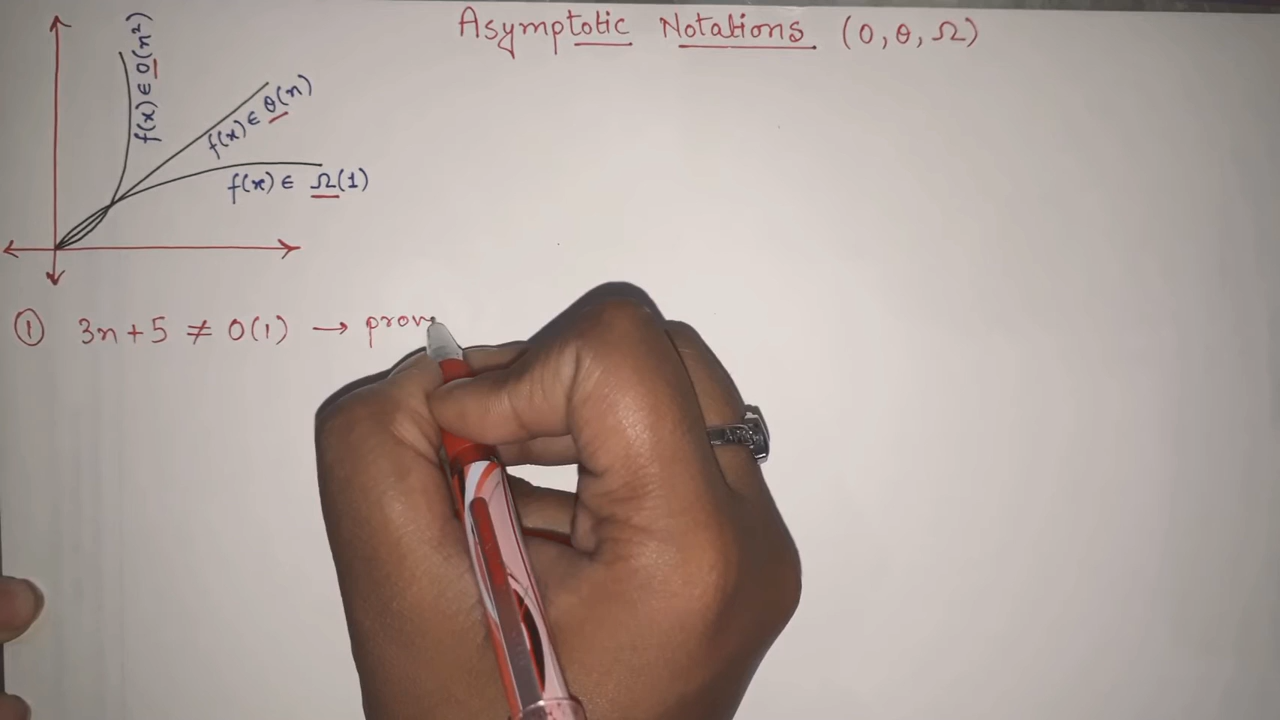 Asymptotic Notations (O, θ, Ω)
f(x) ∈ O(n²)
f(x) ∈ θ(n)
f(x) ∈ Ω(1)
① 3n + 5 ≠ O(1) → prov